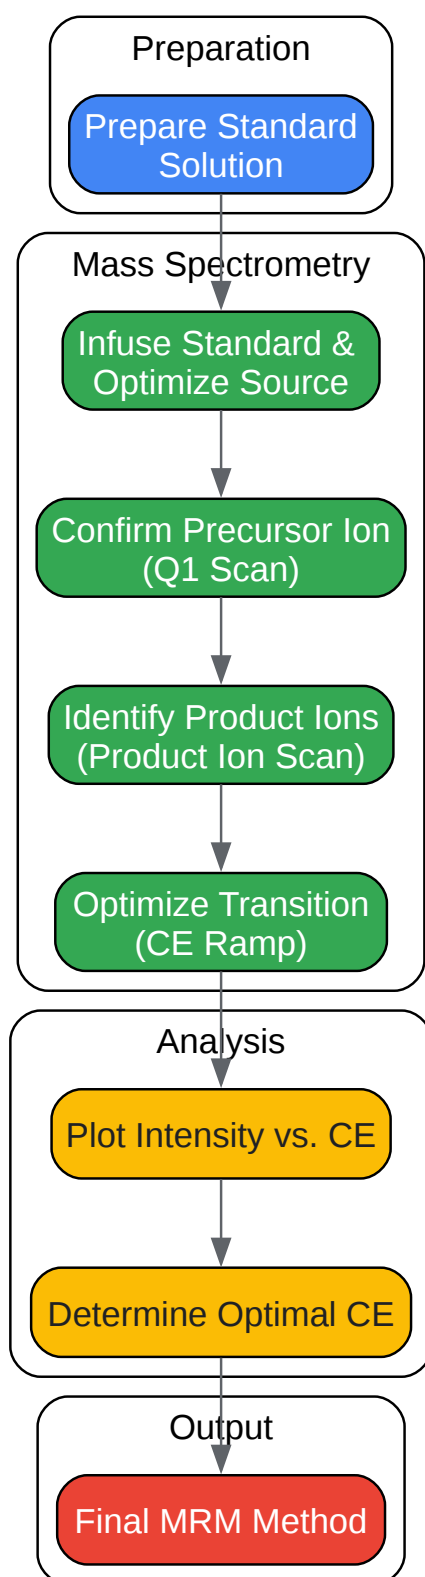 Preparation
Prepare Standard
Solution
Mass Spectrometry
Infuse Standard &
Optimize Source
Confirm Precursor Ion
(Q1 Scan)
Identify Product Ions
(Product Ion Scan)
Optimize Transition
(CE Ramp)
Analysis
Plot Intensity vs. CE
Determine Optimal CE
Output
Final MRM Method